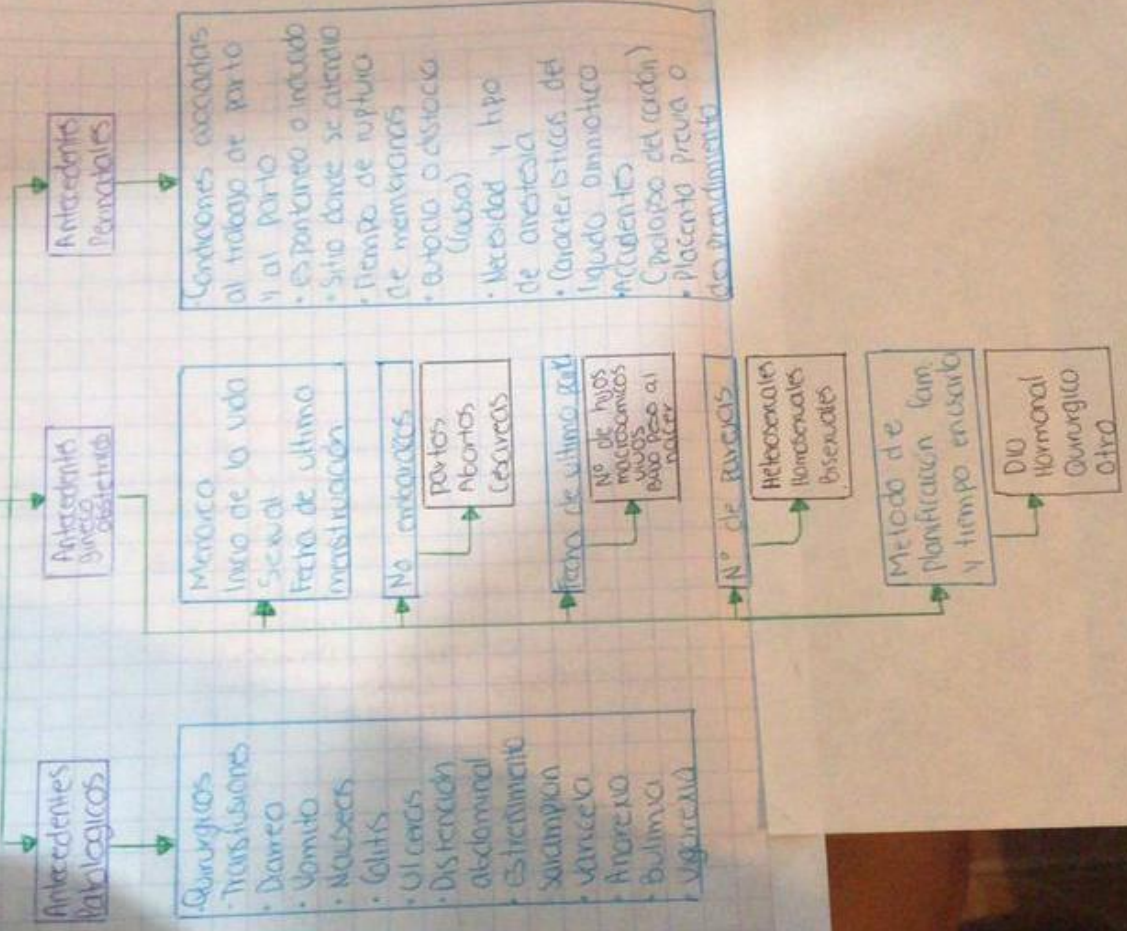 Antecedentes
Patologicos
·Quirurgicos
·Transfusiones
·Diarrea
·Vomito
·Nauseas
·Colitis
·Ulceras
·Distención
abdominal
·Estreñimiento
Sarampion
·Varicela
·Anorexia
·Bulimia
·Vigorexia
Antecedentes
gineco
obstetricos
Menarca
Inicio de la vida
Sexual
Fecha de ultima
menstruación
No embarazos
partos
Abortos
Cesareas
Fecha de ultimo parto
Nº de hijos
macrosomicos
vivos
Bajo Peso al
nacer
Nº de parejas
Heterosexuales
Homosexuales
Bisexuales
Metodo de
planificación fam.
y tiempo en usarlo
DIU
Hormonal
Quirurgico
Otro
Antecedentes
Perinatales
·Condiciones asociadas
al trabajo de parto
y al parto
·espontaneo o inducido
·Sitio donde se atendio
·Tiempo de ruptura
de membranas
·eutocia o distocia
(causa)
·Necesidad y tipo
de anestesia
·Caracteristicas del
liquido amniotico
·Accidentes
(prolapso del cordón)
·Placenta Previa o
desprendimiento